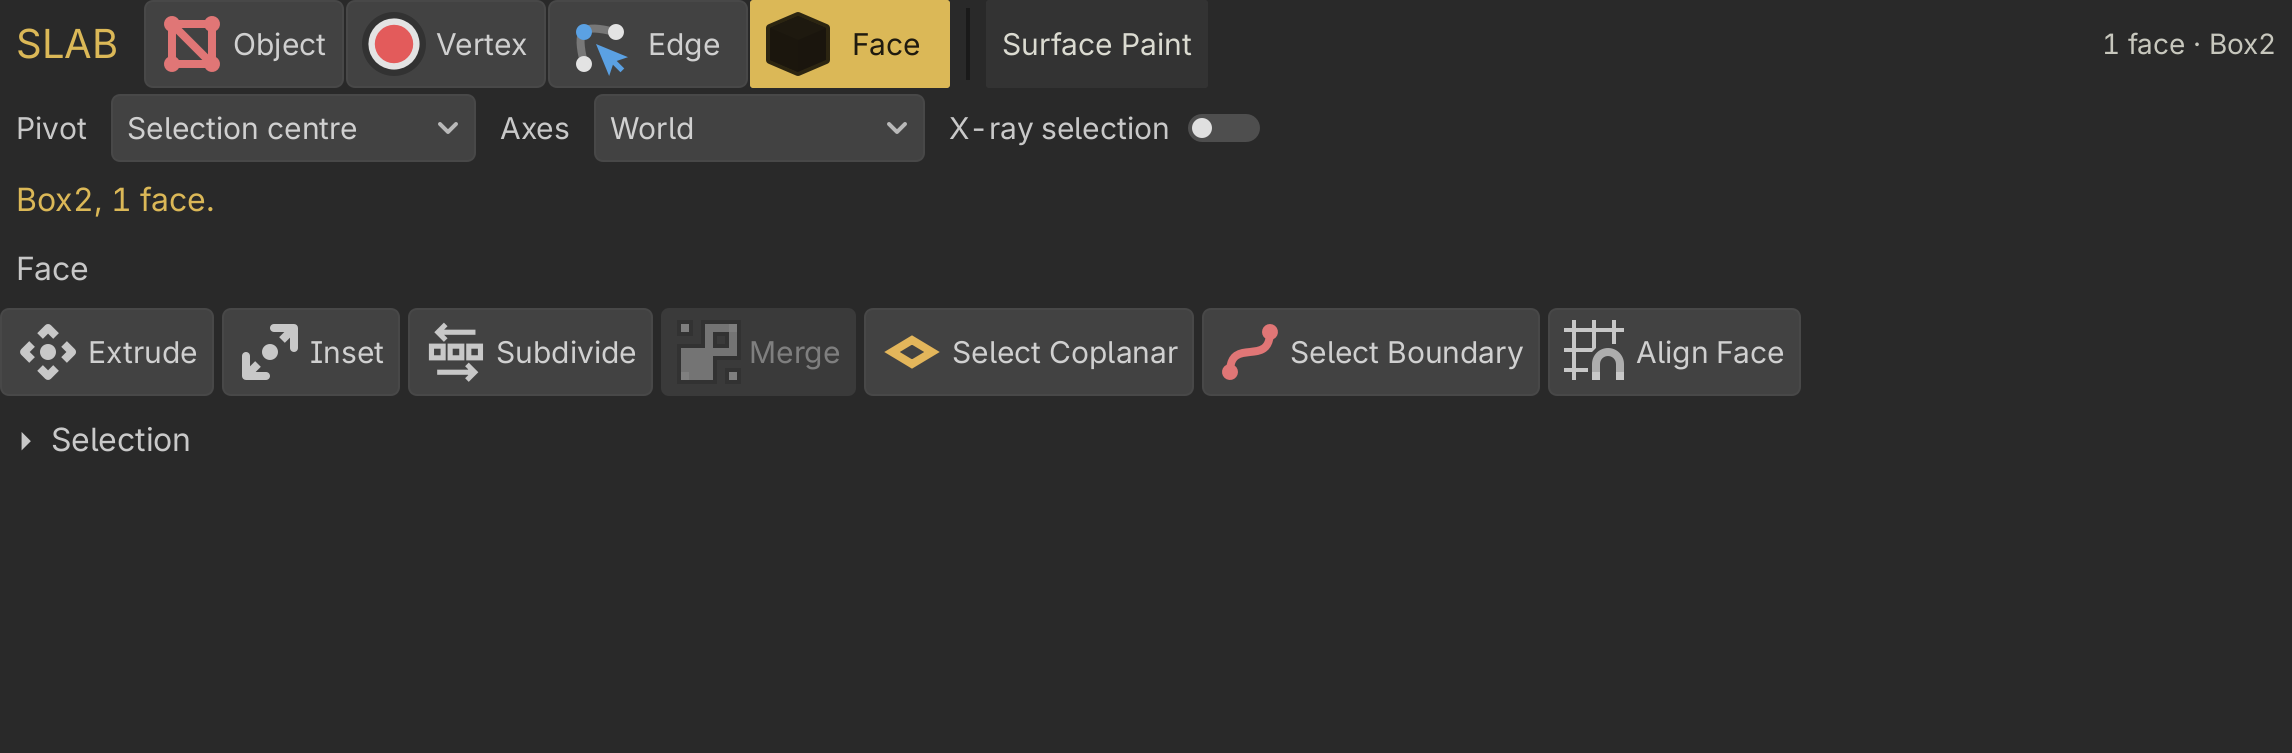 SLAB Object Vertex Edge Face Surface Paint 1 face · Box2
Pivot Selection centre Axes World X-ray selection
Box2, 1 face.
Face
Extrude Inset Subdivide Merge Select Coplanar Select Boundary Align Face
Selection